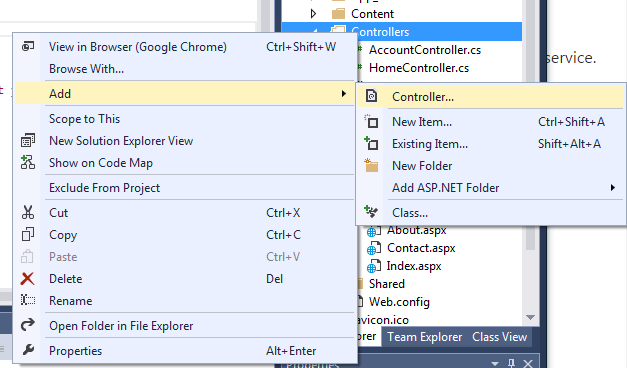 Content
Controllers
AccountController.cs
HomeController.cs
service.
View in Browser (Google Chrome) Ctrl+Shift+W
Browse With...
Add
Scope to This
New Solution Explorer View
Show on Code Map
Exclude From Project
Cut Ctrl+X
Copy Ctrl+C
Paste Ctrl+V
Delete Del
Rename
Open Folder in File Explorer
Properties Alt+Enter
Controller...
New Item... Ctrl+Shift+A
Existing Item... Shift+Alt+A
New Folder
Add ASP.NET Folder
Class...
About.aspx
Contact.aspx
Index.aspx
Shared
Web.config
avicon.ico
orer Team Explorer Class View
Properties